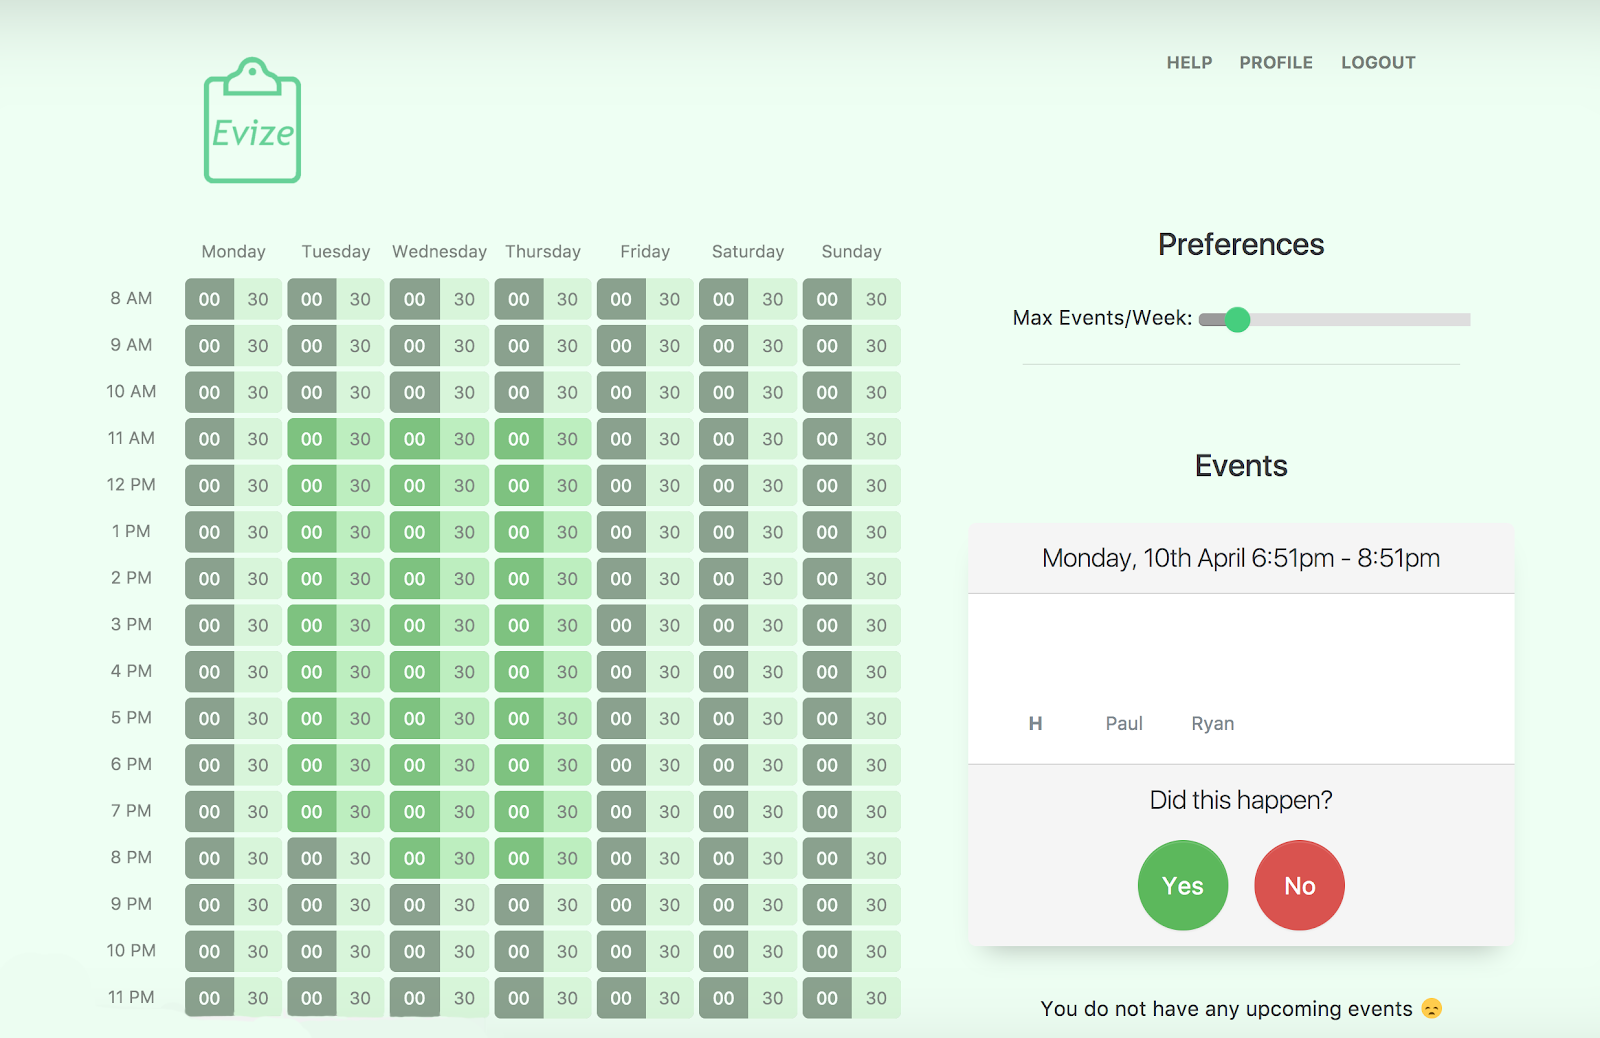 HELP PROFILE LOGOUT
Evize
Monday Tuesday Wednesday Thursday Friday Saturday Sunday
8 AM 00 30 00 30 00 30 00 30 00 30 00 30 00 30
9 AM 00 30 00 30 00 30 00 30 00 30 00 30 00 30
10 AM 00 30 00 30 00 30 00 30 00 30 00 30 00 30
11 AM 00 30 00 30 00 30 00 30 00 30 00 30 00 30
12 PM 00 30 00 30 00 30 00 30 00 30 00 30 00 30
1 PM 00 30 00 30 00 30 00 30 00 30 00 30 00 30
2 PM 00 30 00 30 00 30 00 30 00 30 00 30 00 30
3 PM 00 30 00 30 00 30 00 30 00 30 00 30 00 30
4 PM 00 30 00 30 00 30 00 30 00 30 00 30 00 30
5 PM 00 30 00 30 00 30 00 30 00 30 00 30 00 30
6 PM 00 30 00 30 00 30 00 30 00 30 00 30 00 30
7 PM 00 30 00 30 00 30 00 30 00 30 00 30 00 30
8 PM 00 30 00 30 00 30 00 30 00 30 00 30 00 30
9 PM 00 30 00 30 00 30 00 30 00 30 00 30 00 30
10 PM 00 30 00 30 00 30 00 30 00 30 00 30 00 30
11 PM 00 30 00 30 00 30 00 30 00 30 00 30 00 30
Preferences
Max Events/Week:
Events
Monday, 10th April 6:51pm - 8:51pm
H Paul Ryan
Did this happen?
Yes No
You do not have any upcoming events 😞